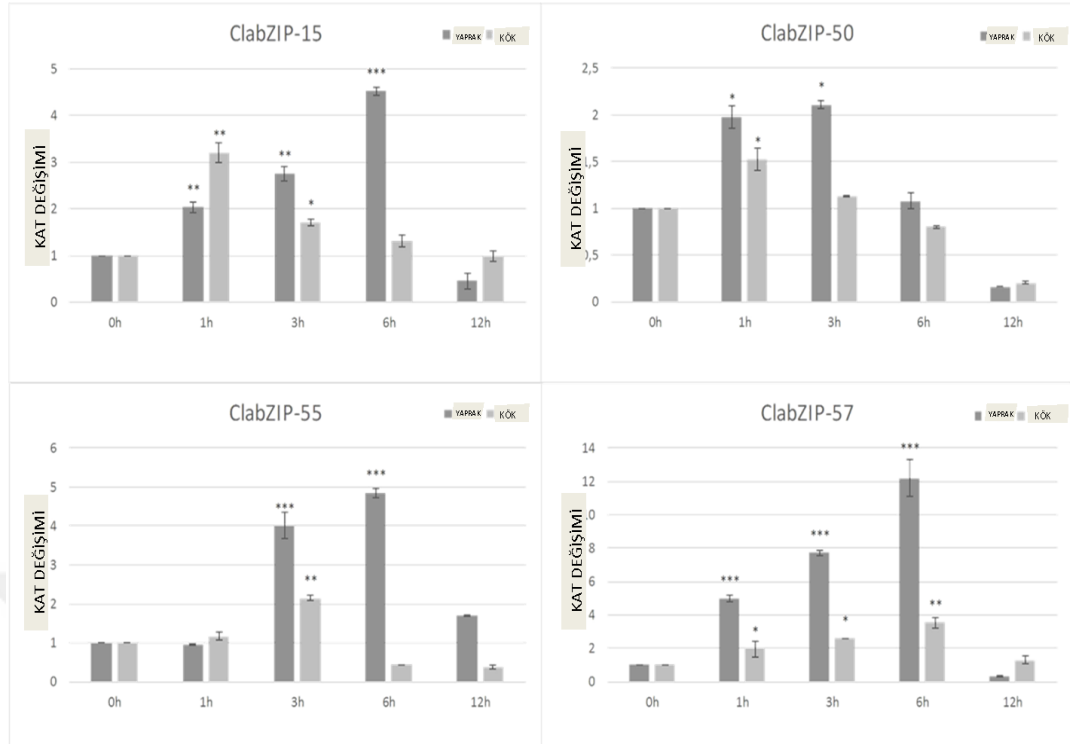 ClabZIP-15
YAPRAK KÖK
KAT DEĞİŞİMİ
5
4
3
2
1
0
** ** ** * ***
0h 1h 3h 6h 12h
ClabZIP-50
YAPRAK KÖK
KAT DEĞİŞİMİ
2,5
2
1,5
1
0,5
0
* * *
0h 1h 3h 6h 12h
ClabZIP-55
YAPRAK KÖK
KAT DEĞİŞİMİ
6
5
4
3
2
1
0
*** ** ***
0h 1h 3h 6h 12h
ClabZIP-57
YAPRAK KÖK
KAT DEĞİŞİMİ
14
12
0
8
6
4
2
0
*** * *** * *** **
0h 1h 3h 6h 12h